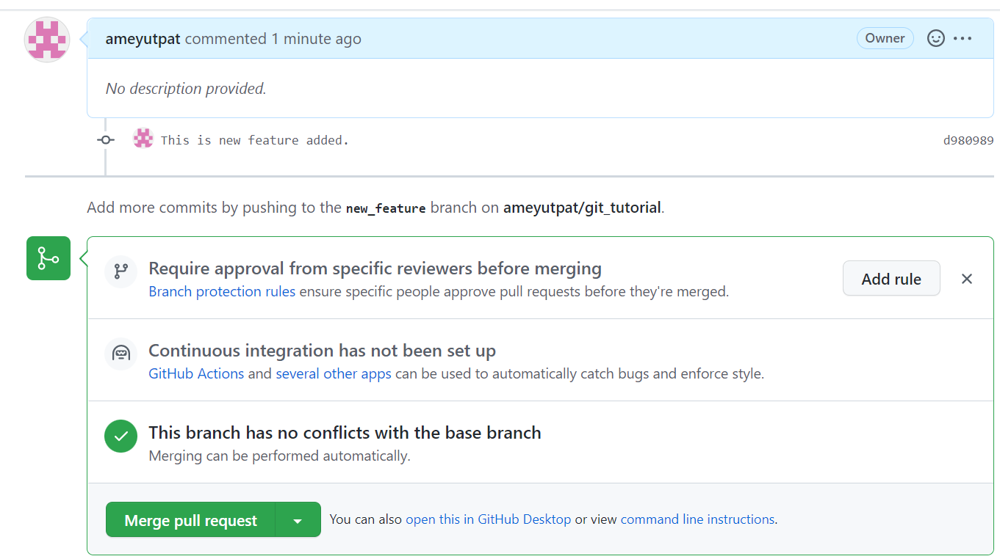 ameyutpat commented 1 minute ago Owner
No description provided.
This is new feature added. d980989
Add more commits by pushing to the new_feature branch on ameyutpat/git_tutorial.
Require approval from specific reviewers before merging
Branch protection rules ensure specific people approve pull requests before they're merged.
Add rule
Continuous integration has not been set up
GitHub Actions and several other apps can be used to automatically catch bugs and enforce style.
This branch has no conflicts with the base branch
Merging can be performed automatically.
Merge pull request You can also open this in GitHub Desktop or view command line instructions.